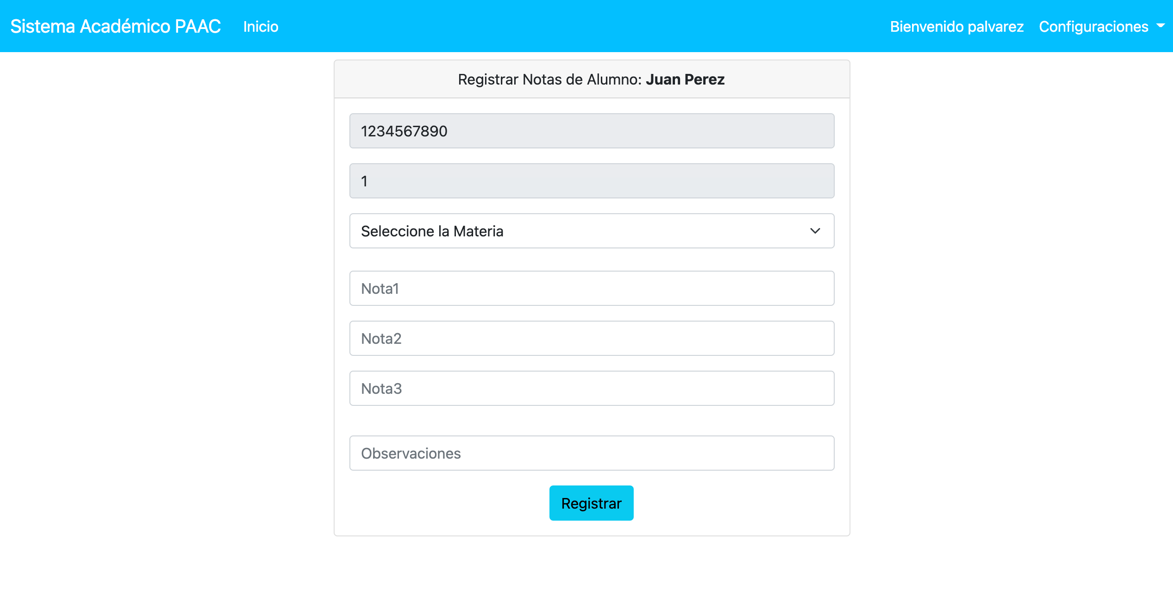 Sistema Académico PAAC Inicio Bienvenido palvarez Configuraciones
Registrar Notas de Alumno: Juan Perez
1234567890
1
Seleccione la Materia
Nota1
Nota2
Nota3
Observaciones
Registrar